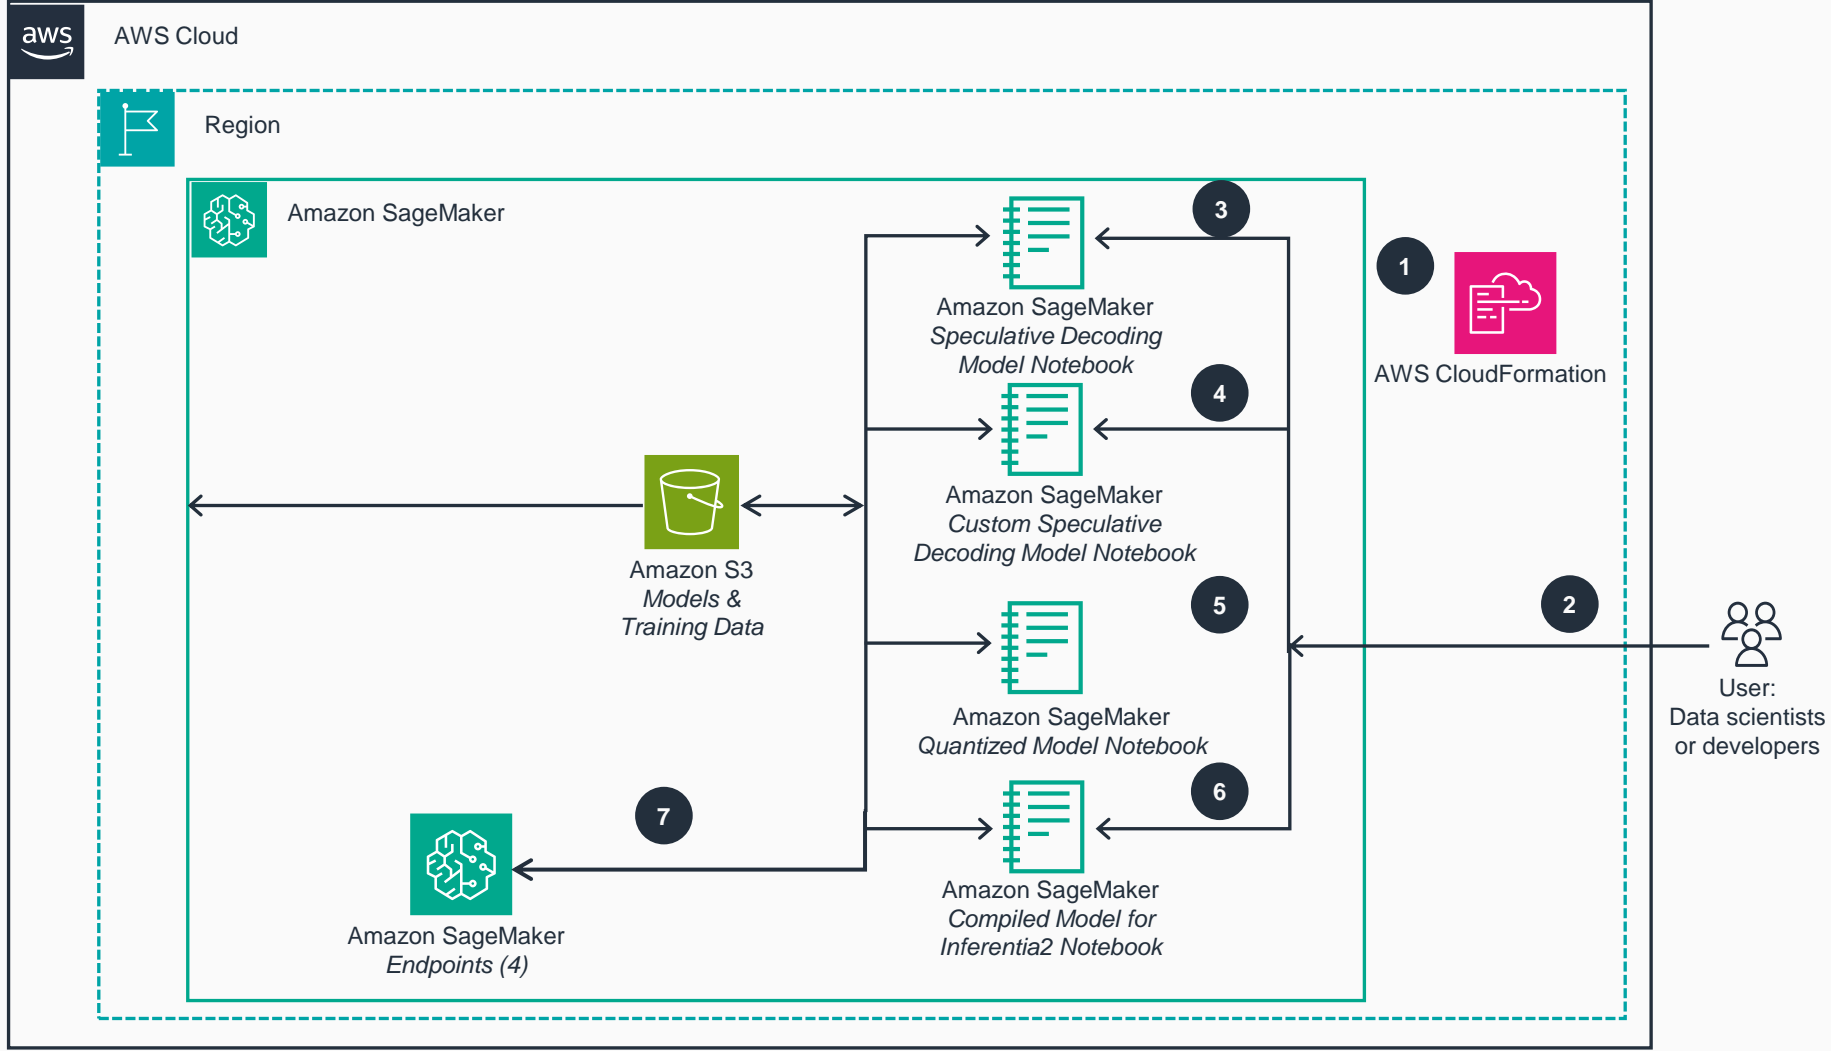 aws
AWS Cloud
Region
Amazon SageMaker
3
1
Amazon SageMaker
Speculative Decoding
Model Notebook
AWS CloudFormation
4
Amazon SageMaker
Custom Speculative
Decoding Model Notebook
Amazon S3
Models &
Training Data
5
2
Amazon SageMaker
Quantized Model Notebook
User:
Data scientists
or developers
6
7
Amazon SageMaker
Compiled Model for
Inferentia2 Notebook
Amazon SageMaker
Endpoints (4)